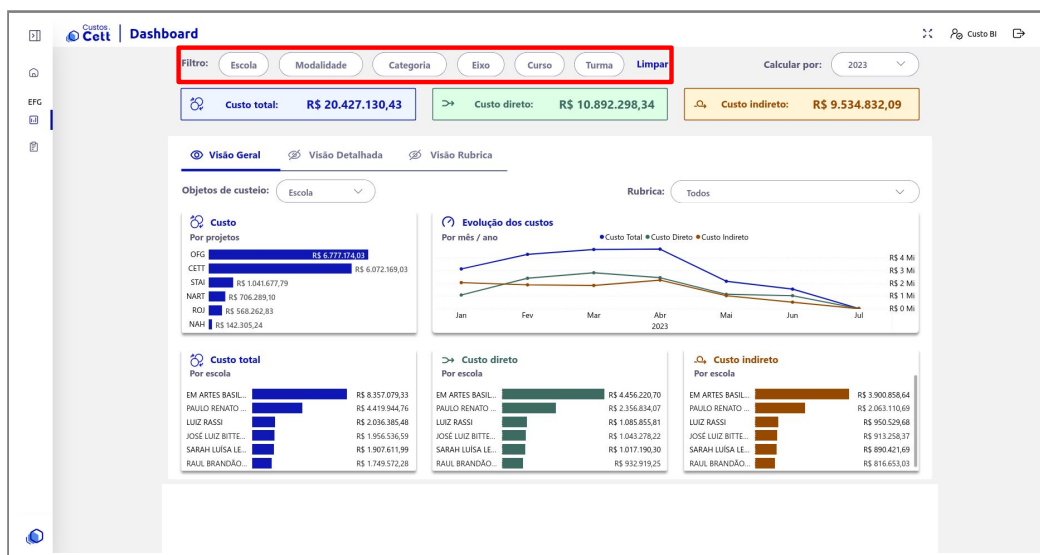 Custos.
Cett | Dashboard
Custo BI
EFG
Filtro: Escola Modalidade Categoria Eixo Curso Turma Limpar
Calcular por: 2023
Custo total: R$ 20.427.130,43
Custo direto: R$ 10.892.298,34
Custo indireto: R$ 9.534.832,09
Visão Geral Visão Detalhada Visão Rubrica
Objetos de custeio: Escola
Rubrica: Todos
Custo
Por projetos
OFG R$ 6.777.174,03
CETT R$ 6.072.169,03
STAI R$ 1.041.677,79
NART R$ 706.289,10
ROJ R$ 568.262,83
NAH R$ 142.305,24
Evolução dos custos
Por mês / ano
Custo Total Custo Direto Custo Indireto
R$ 4 Mi
R$ 3 Mi
R$ 2 Mi
R$ 1 Mi
R$ 0 Mi
Jan Fev Mar Abr Mai Jun Jul
2023
Custo total
Por escola
EM ARTES BASIL... R$ 8.357.079,33
PAULO RENATO ... R$ 4.419.944,76
LUIZ RASSI R$ 2.036.385,48
JOSÉ LUIZ BITTE... R$ 1.956.536,59
SARAH LUÍSA LE... R$ 1.907.611,99
RAUL BRANDÃO... R$ 1.749.572,28
Custo direto
Por escola
EM ARTES BASIL... R$ 4.456.220,70
PAULO RENATO ... R$ 2.356.834,07
LUIZ RASSI R$ 1.085.855,81
JOSÉ LUIZ BITTE... R$ 1.043.278,22
SARAH LUÍSA LE... R$ 1.017.190,30
RAUL BRANDÃO... R$ 932.919,25
Custo indireto
Por escola
EM ARTES BASIL... R$ 3.900.858,64
PAULO RENATO ... R$ 2.063.110,69
LUIZ RASSI R$ 950.529,68
JOSÉ LUIZ BITTE... R$ 913.258,37
SARAH LUÍSA LE... R$ 890.421,69
RAUL BRANDÃO... R$ 816.653,03